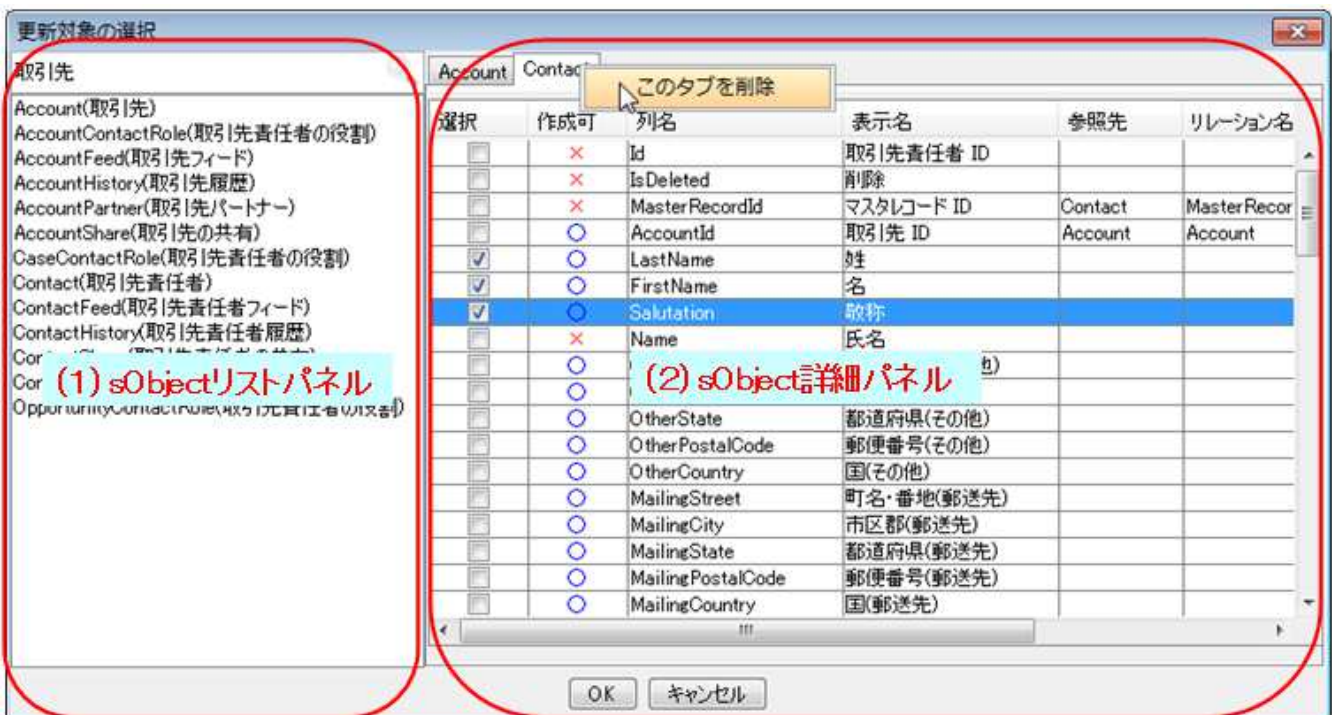 更新対象の選択
取引先
Account(取引先)
AccountContactRole(取引先責任者の役割)
AccountFeed(取引先フィード)
AccountHistory(取引先履歴)
AccountPartner(取引先パートナー)
AccountShare(取引先の共有)
CaseContactRole(取引先責任者の役割)
Contact(取引先責任者)
ContactFeed(取引先責任者フィード)
ContactHistory(取引先責任者履歴)
(1) sObjectリストパネル
OpportunityContactRole(取引先責任者の役割)
Account Contact
このタブを削除
選択 作成可 列名 表示名 参照先 リレーション名
× Id 取引先責任者 ID
× IsDeleted 削除
× MasterRecordId マスタレコード ID Contact MasterRecor
○ AccountId 取引先 ID Account Account
○ LastName 姓
○ FirstName 名
○ Salutation 敬称
× Name 氏名
(2) sObject詳細パネル
○ OtherState 都道府県(その他)
○ OtherPostalCode 郵便番号(その他)
○ OtherCountry 国(その他)
○ MailingStreet 町名・番地(郵送先)
○ MailingCity 市区郡(郵送先)
○ MailingState 都道府県(郵送先)
○ MailingPostalCode 郵便番号(郵送先)
○ MailingCountry 国(郵送先)
OK キャンセル